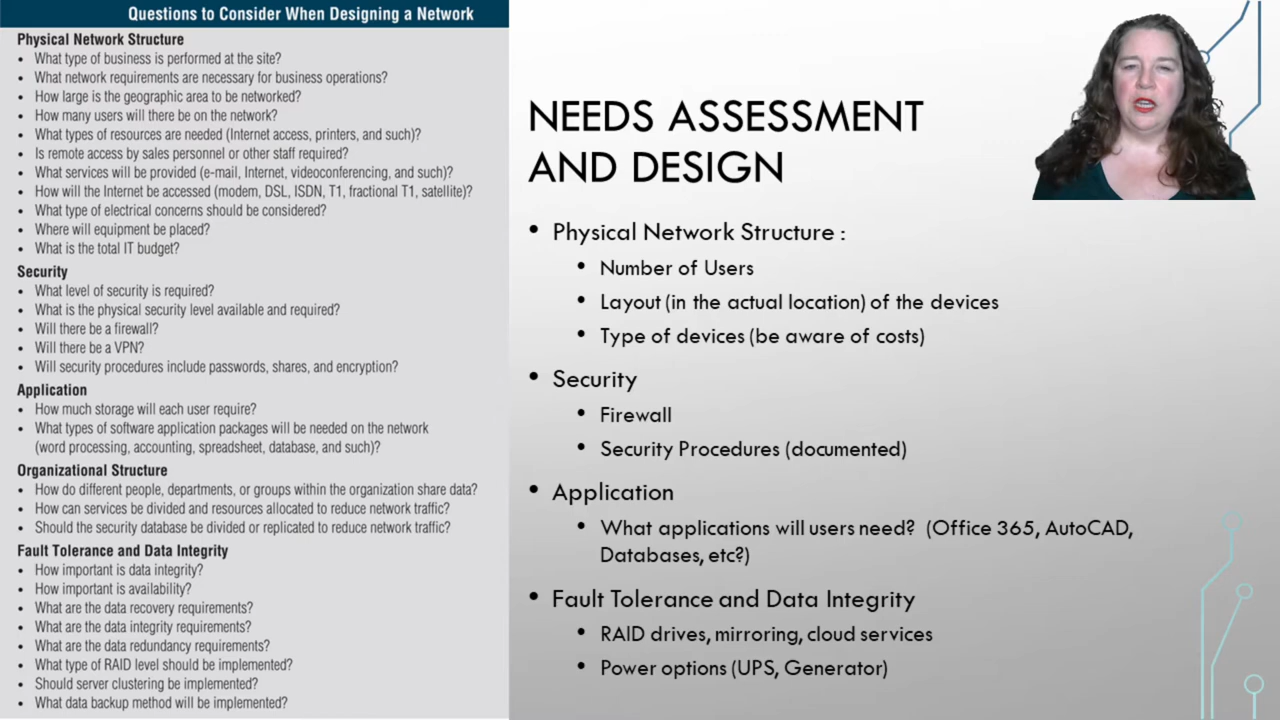 Questions to Consider When Designing a Network
Physical Network Structure
• What type of business is performed at the site?
• What network requirements are necessary for business operations?
• How large is the geographic area to be networked?
• How many users will there be on the network?
• What types of resources are needed (Internet access, printers, and such)?
• Is remote access by sales personnel or other staff required?
• What services will be provided (e-mail, Internet, videoconferencing, and such)?
• How will the Internet be accessed (modem, DSL, ISDN, T1, fractional T1, satellite)?
• What type of electrical concerns should be considered?
• Where will equipment be placed?
• What is the total IT budget?
Security
• What level of security is required?
• What is the physical security level available and required?
• Will there be a firewall?
• Will there be a VPN?
• Will security procedures include passwords, shares, and encryption?
Application
• How much storage will each user require?
• What types of software application packages will be needed on the network
(word processing, accounting, spreadsheet, database, and such)?
Organizational Structure
• How do different people, departments, or groups within the organization share data?
• How can services be divided and resources allocated to reduce network traffic?
• Should the security database be divided or replicated to reduce network traffic?
Fault Tolerance and Data Integrity
• How important is data integrity?
• How important is availability?
• What are the data recovery requirements?
• What are the data integrity requirements?
• What are the data redundancy requirements?
• What type of RAID level should be implemented?
• Should server clustering be implemented?
• What data backup method will be implemented?
NEEDS ASSESSMENT
AND DESIGN
• Physical Network Structure :
• Number of Users
• Layout (in the actual location) of the devices
• Type of devices (be aware of costs)
• Security
• Firewall
• Security Procedures (documented)
• Application
• What applications will users need? (Office 365, AutoCAD,
Databases, etc?)
• Fault Tolerance and Data Integrity
• RAID drives, mirroring, cloud services
• Power options (UPS, Generator)